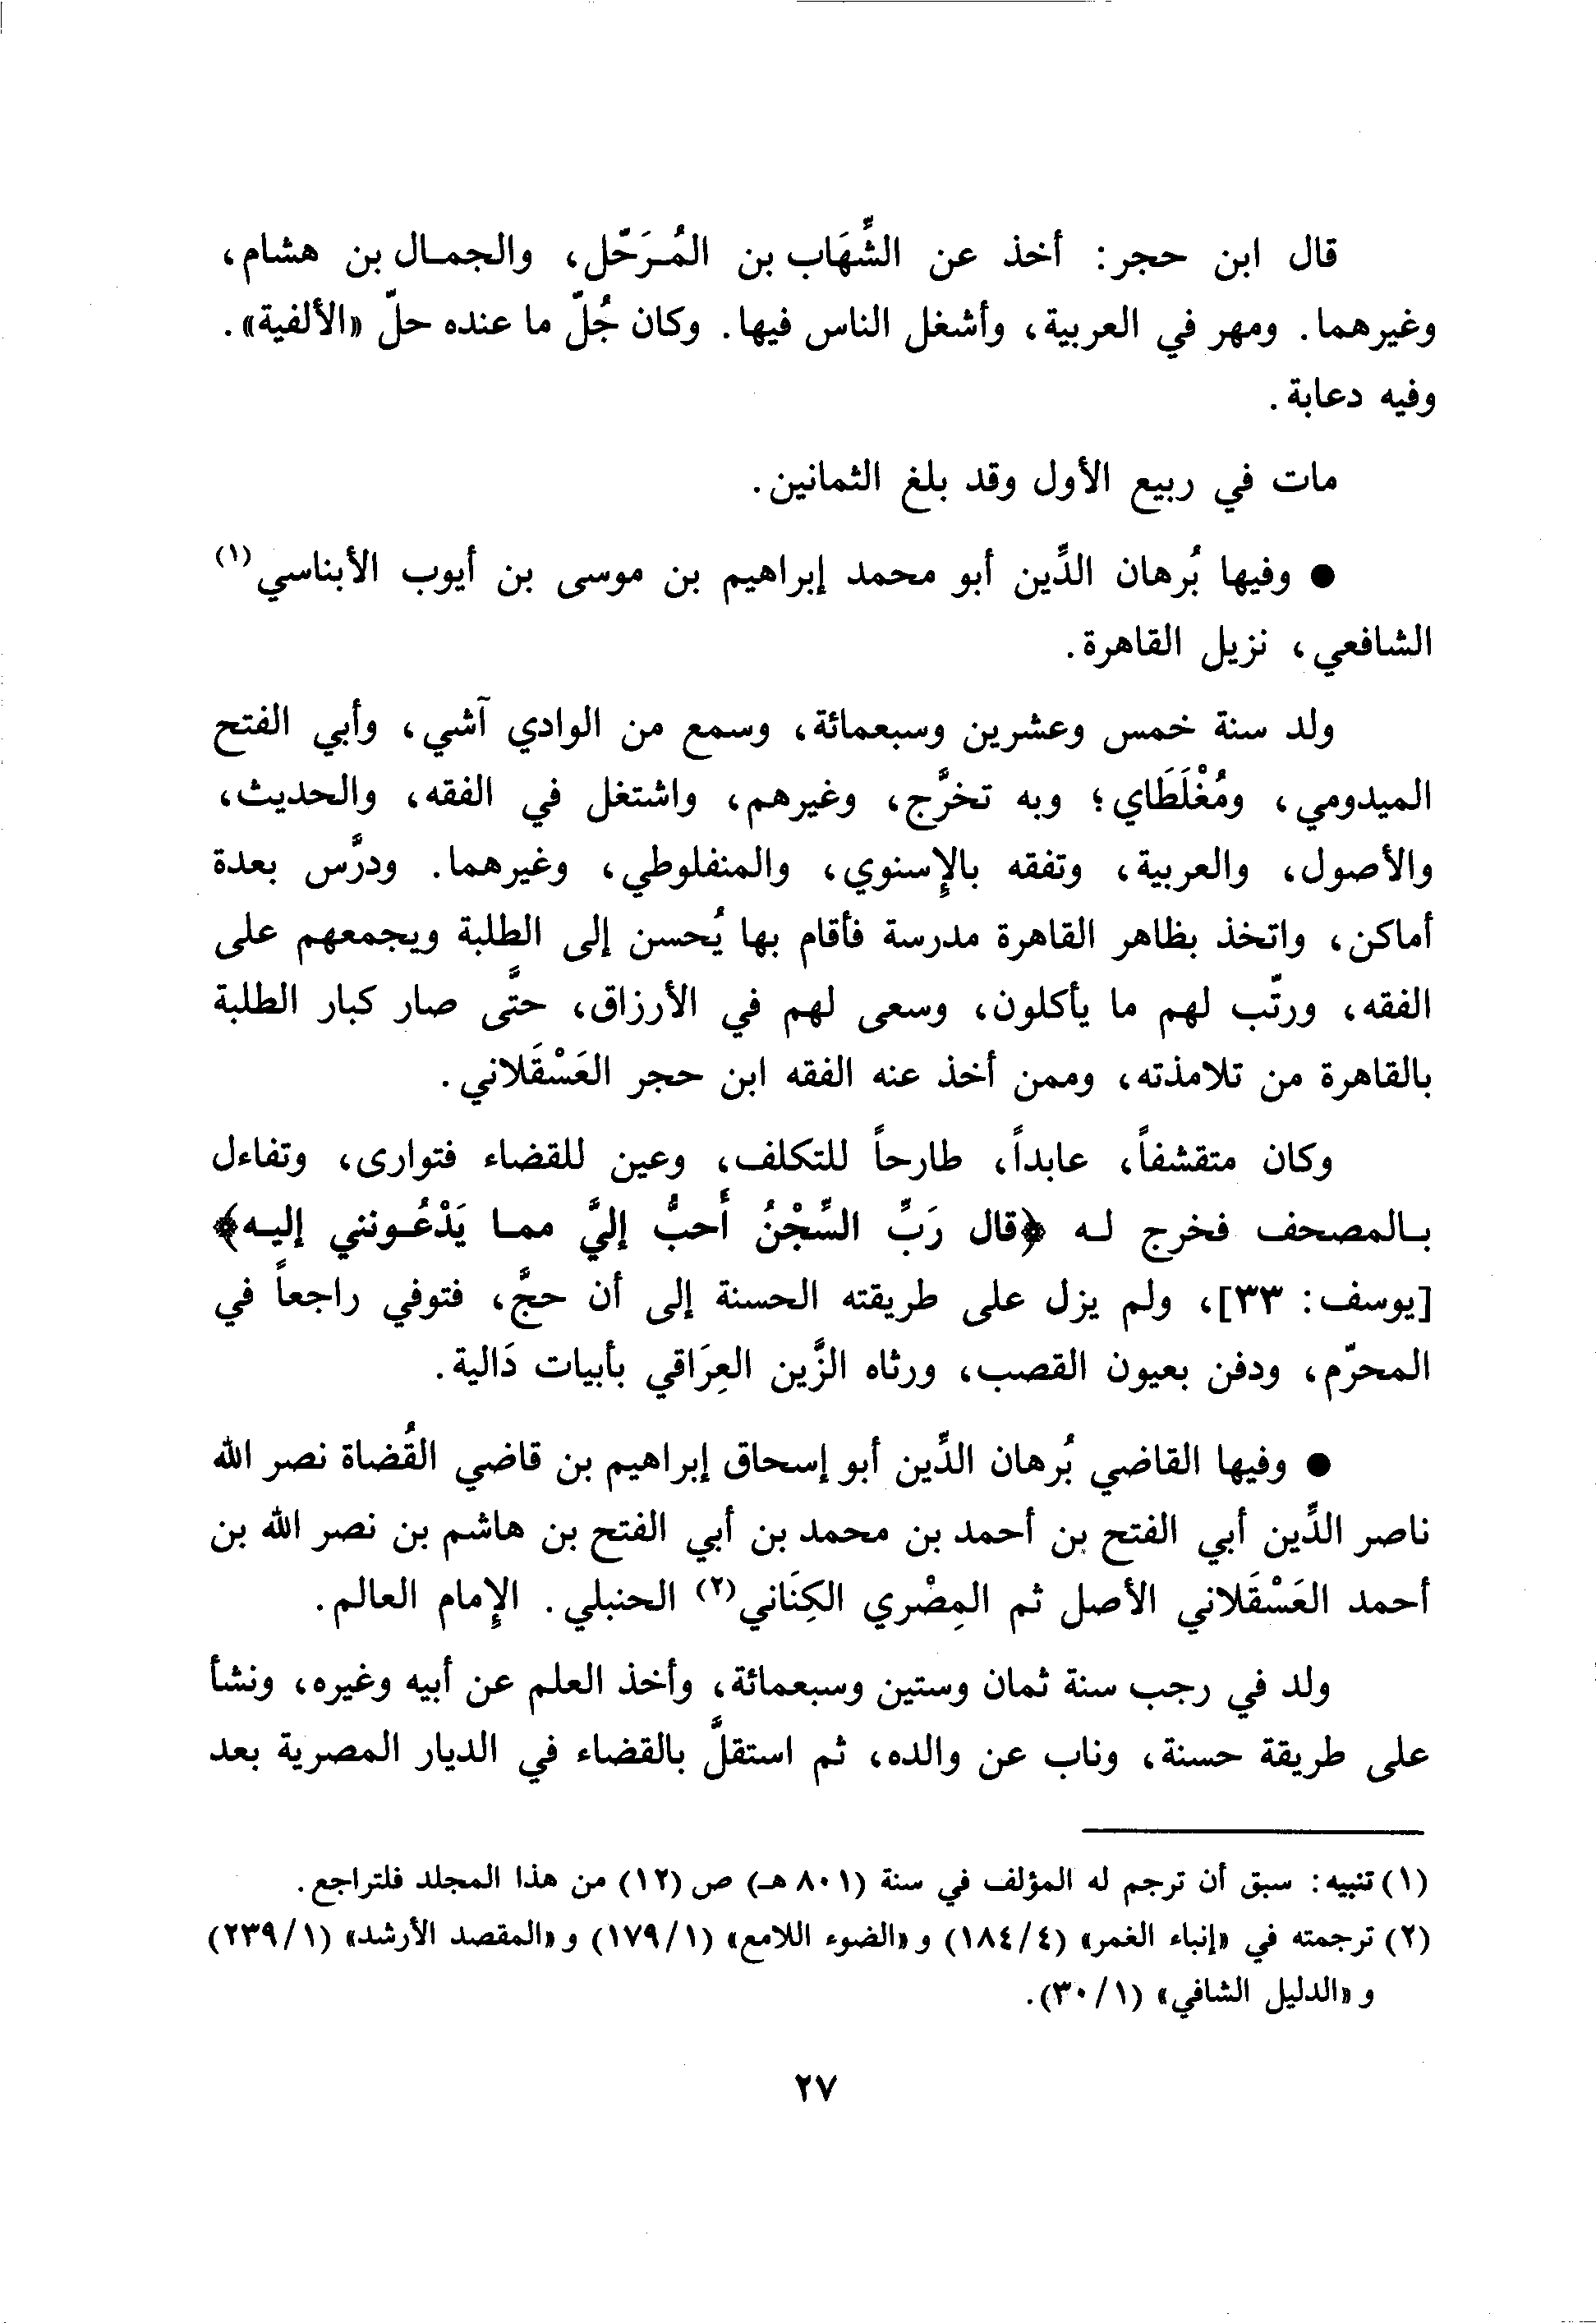 قال ابن حجر: أخذ عن الشِّهَاب بن المُرَحّل، والجمال بن هشام،
وغيرهما. ومهر في العربية، وأشغل الناس فيها. وكان جُلّ ما عنده حلّ «الألفية».
وفيه دعابة.
مات في ربيع الأول وقد بلغ الثمانين.
● وفيها بُرهان الدِّين أبو محمد إبراهيم بن موسى بن أيوب الأبناسي (١)
الشافعي، نزيل القاهرة.
ولد سنة خمس وعشرين وسبعمائة، وسمع من الوادي آشي، وأبي الفتح
الميدومي، ومُغْلَطَاي؛ وبه تخرَّج، وغيرهم، واشتغل في الفقه، والحديث،
والأصول، والعربية، وتفقه بالإسنوي، والمنفلوطي، وغيرهما. ودرَّس بعدة
أماكن، واتخذ بظاهر القاهرة مدرسة فأقام بها يُحسن إلى الطلبة ويجمعهم على
الفقه، ورتّب لهم ما يأكلون، وسعى لهم في الأرزاق، حتَّى صار كبار الطلبة
بالقاهرة من تلامذته، وممن أخذ عنه الفقه ابن حجر العَسْقَلاني.
وكان متقشفاً، عابداً، طارحاً للتكلف، وعين للقضاء فتوارى، وتفاءل
بالمصحف فخرج له ﴿قال رَبِّ السِّجْنُ أَحبُّ إليَّ مما يَدْعُونني إليه﴾
[يوسف: ٣٣]، ولم يزل على طريقته الحسنة إلى أن حجَّ، فتوفي راجعاً في
المحرّم، ودفن بعيون القصب، ورثاه الزَّين العِرَاقي بأبيات دَالية.
● وفيها القاضي بُرهان الدِّين أبو إسحاق إبراهيم بن قاضي القُضاة نصر الله
ناصر الدِّين أبي الفتح بن أحمد بن محمد بن أبي الفتح بن هاشم بن نصر الله بن
أحمد العَسْقَلاني الأصل ثم المِصْري الكِنَاني (٢) الحنبلي. الإمام العالم.
ولد في رجب سنة ثمان وستين وسبعمائة، وأخذ العلم عن أبيه وغيره، ونشأ
على طريقة حسنة، وناب عن والده، ثم استقلَّ بالقضاء في الديار المصرية بعد
(١) تنبيه: سبق أن ترجم له المؤلف في سنة (٨٠١ هـ) ص (١٢) من هذا المجلد فلتراجع.
(٢) ترجمته في «إنباء الغمر» (١٨٤/٤) و «الضوء اللامع» (١٧٩/١) و «المقصد الأرشد» (٢٣٩/١)
و «الدليل الشافي» (٣٠/١).
٢٧